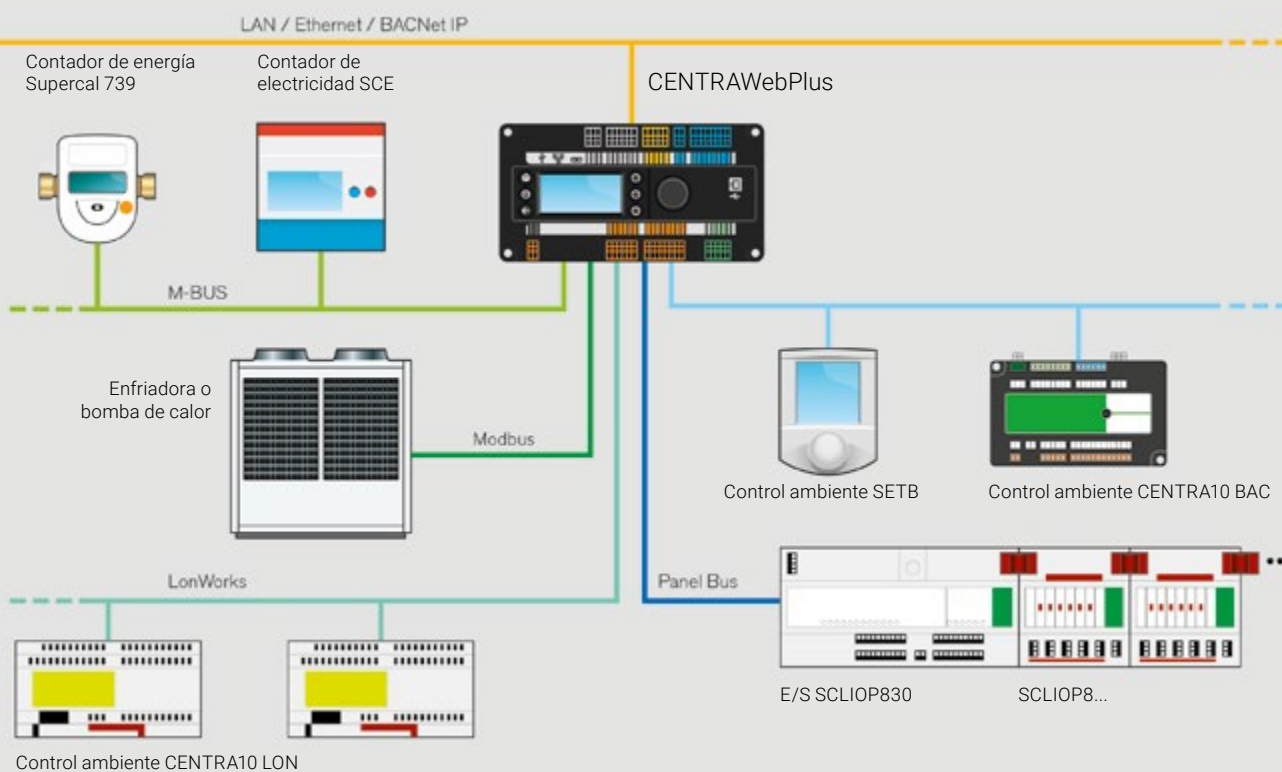 LAN / Ethernet / BACNet IP
Contador de energía
Supercal 739
Contador de
electricidad SCE
CENTRAWebPlus
M-BUS
Enfriadora o
bomba de calor
Modbus
Control ambiente SETB
Control ambiente CENTRA10 BAC
LonWorks
Panel Bus
E/S SCLIOP830
SCLIOP8...
Control ambiente CENTRA10 LON